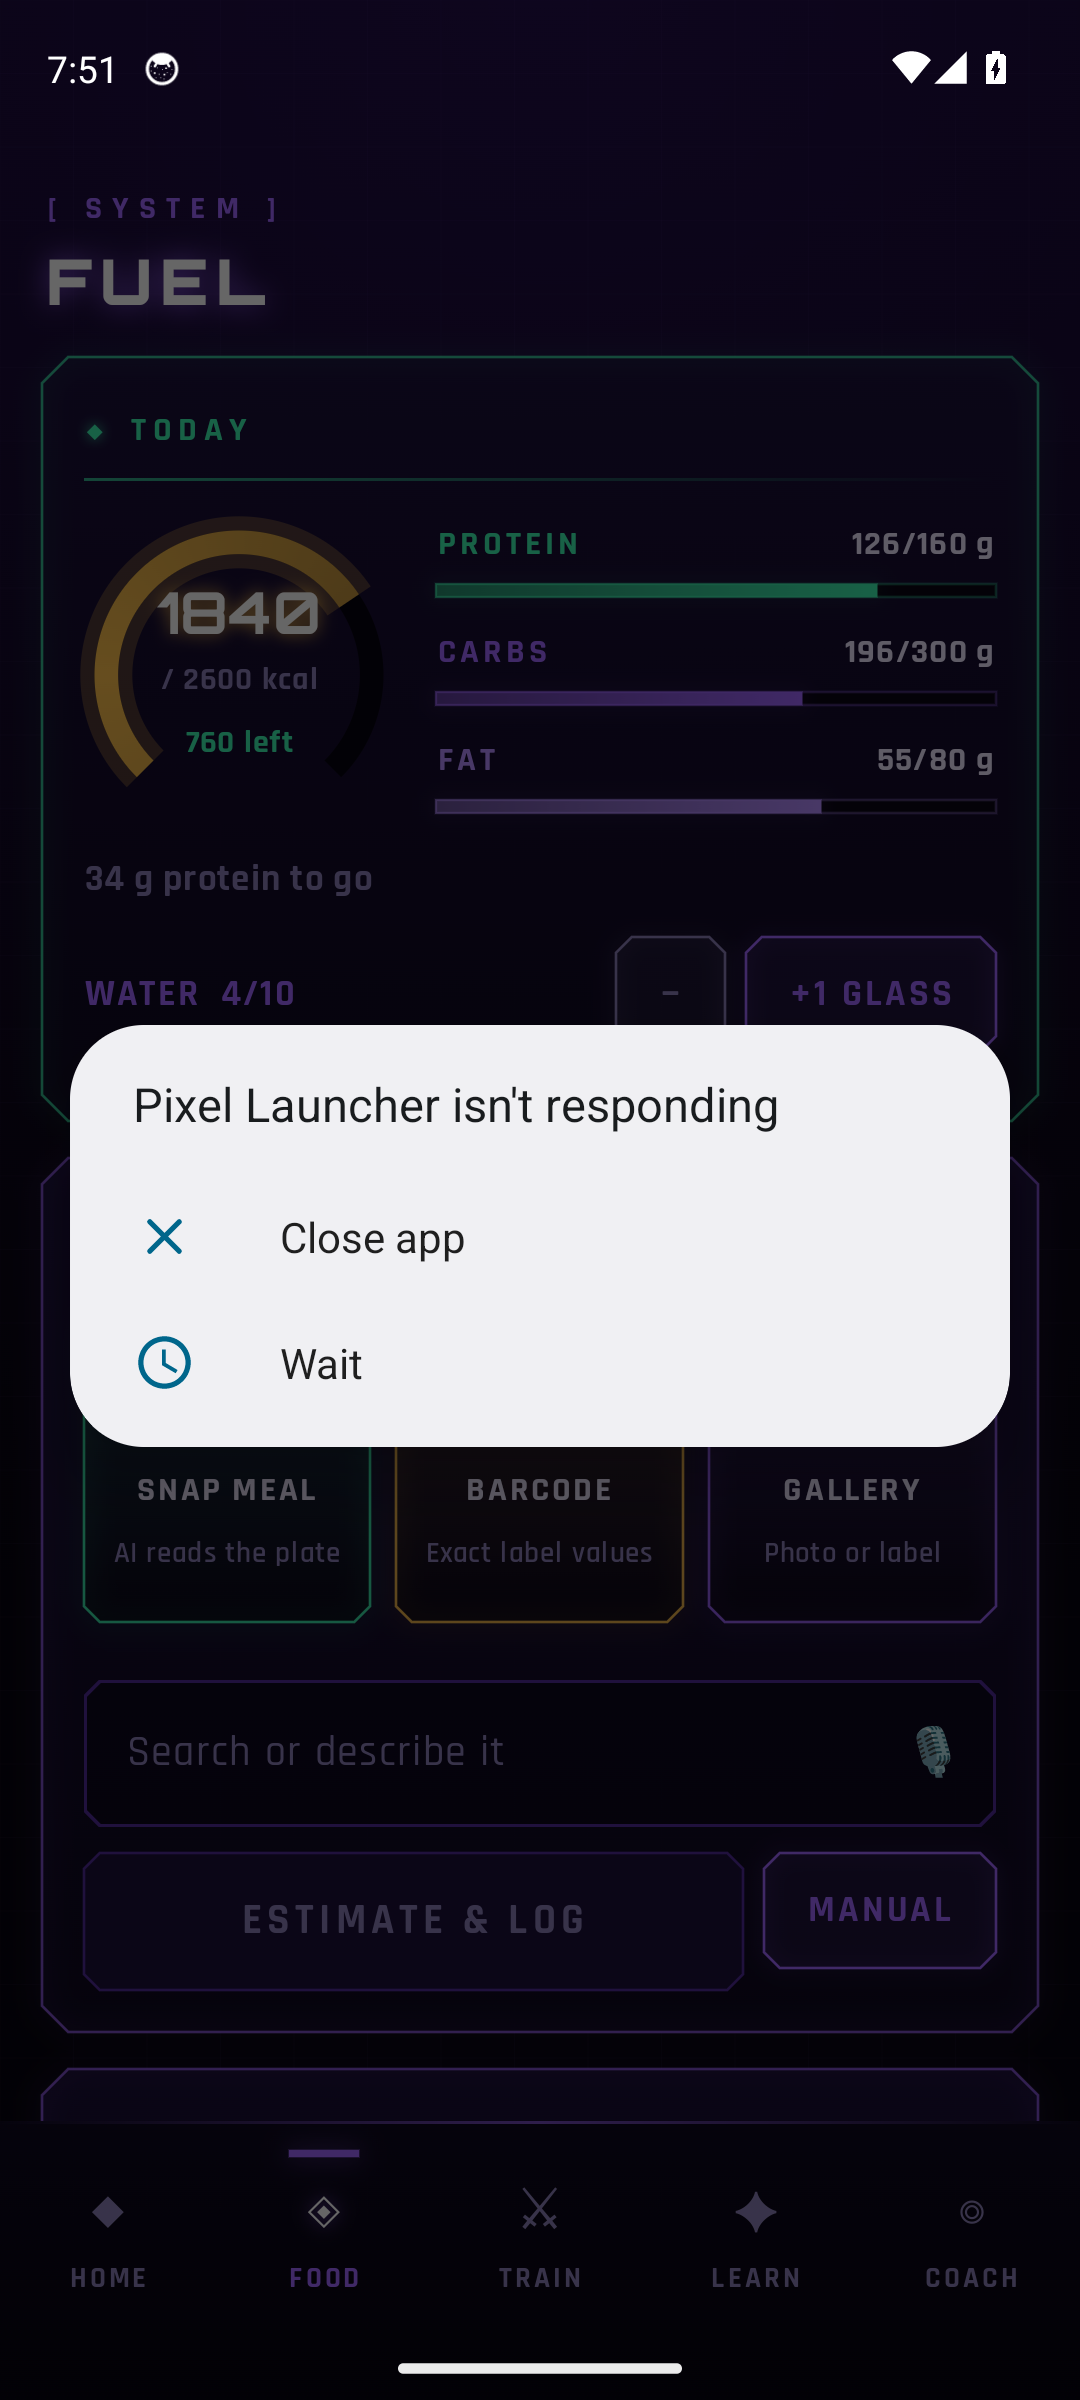 7:51
[ SYSTEM ]
FUEL
TODAY
1840
/ 2600 kcal
760 left
PROTEIN 126/160 g
CARBS 196/300 g
FAT 55/80 g
34 g protein to go
WATER 4/10
−
+1 GLASS
Pixel Launcher isn't responding
Close app
Wait
SNAP MEAL
AI reads the plate
BARCODE
Exact label values
GALLERY
Photo or label
Search or describe it
ESTIMATE & LOG
MANUAL
HOME
FOOD
TRAIN
LEARN
COACH